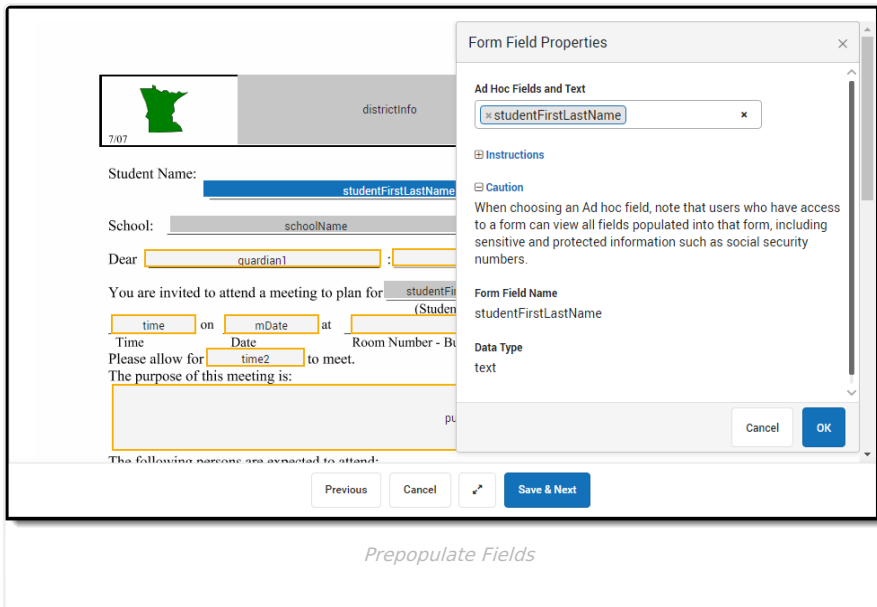 Form Field Properties
×
Ad Hoc Fields and Text
× studentFirstLastName ×
Instructions
Caution
When choosing an Ad hoc field, note that users who have access
to a form can view all fields populated into that form, including
sensitive and protected information such as social security
numbers.
Form Field Name
studentFirstLastName
Data Type
text
Cancel OK
districtInfo
7/07
Student Name:
studentFirstLastName
School: schoolName
Dear guardian1 :
You are invited to attend a meeting to plan for studentFi
(Studen
time on mDate at
Time Date Room Number - Bu
Please allow for time2 to meet.
The purpose of this meeting is:
pu
The following persons are expected to attend:
Previous Cancel Save & Next
Prepopulate Fields